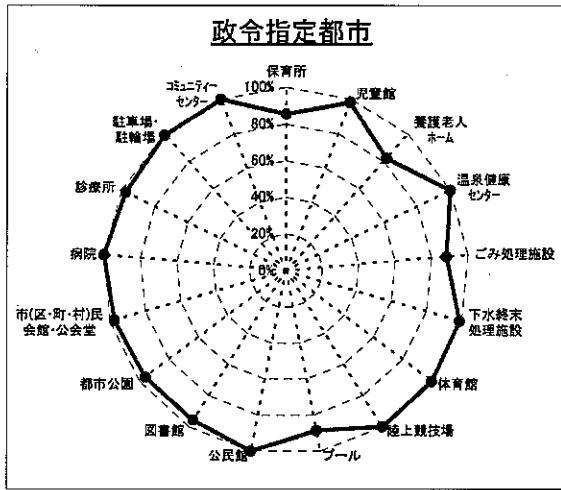 政令指定都市
保育所
児童館
養護老人
ホーム
温泉健康
センター
ごみ処理施設
下水終末
処理施設
体育館
陸上競技場
プール
公民館
図書館
都市公園
市(区・町・村)民
会館・公会堂
病院
診療所
駐車場・
駐輪場
コミュニティー
センター
100%
80%
60%
40%
20%
0%